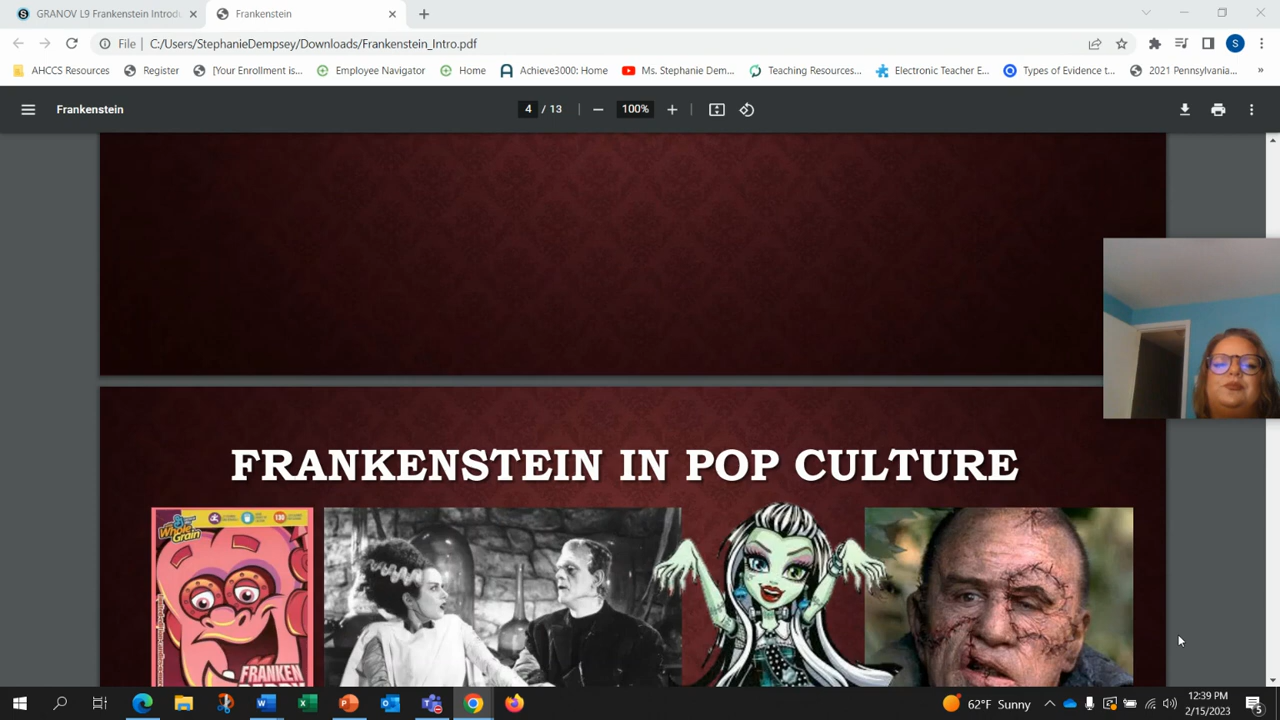 GRANOV L9 Frankenstein Introdu
Frankenstein
File
C:/Users/StephanieDempsey/Downloads/Frankenstein_Intro.pdf
S
AHCCS Resources
Register
[Your Enrollment is...
Employee Navigator
Home
Achieve3000: Home
Ms. Stephanie Dem...
Teaching Resources...
Electronic Teacher E...
Types of Evidence t...
2021 Pennsylvania...
»
Frankenstein
4 / 13
100%
FRANKENSTEIN IN POP CULTURE
Whole Grain
FRANKEN
62°F Sunny
12:39 PM
2/15/2023
5